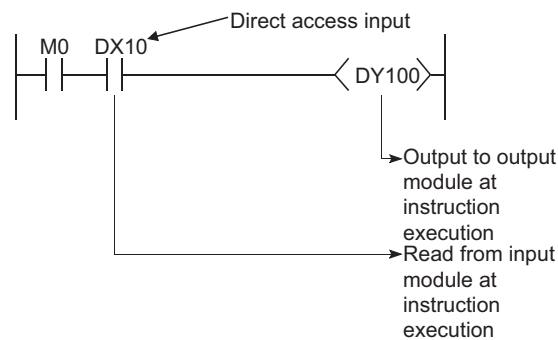 Direct access input
M0 DX10
DY100
Output to output
module at
instruction
execution
Read from input
module at
instruction
execution